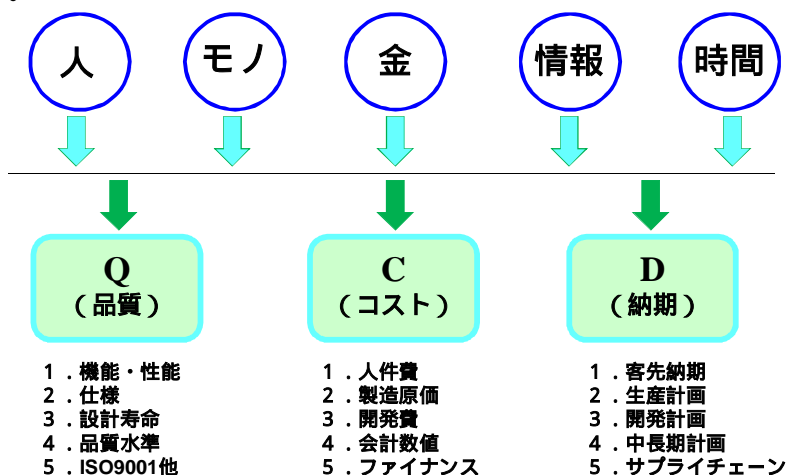 人
モノ
金
情報
時間
Q
（品質）
C
（コスト）
D
（納期）
１．機能・性能
２．仕様
３．設計寿命
４．品質水準
５．ISO9001他
１．人件費
２．製造原価
３．開発費
４．会計数値
５．ファイナンス
１．客先納期
２．生産計画
３．開発計画
４．中長期計画
５．サプライチェーン